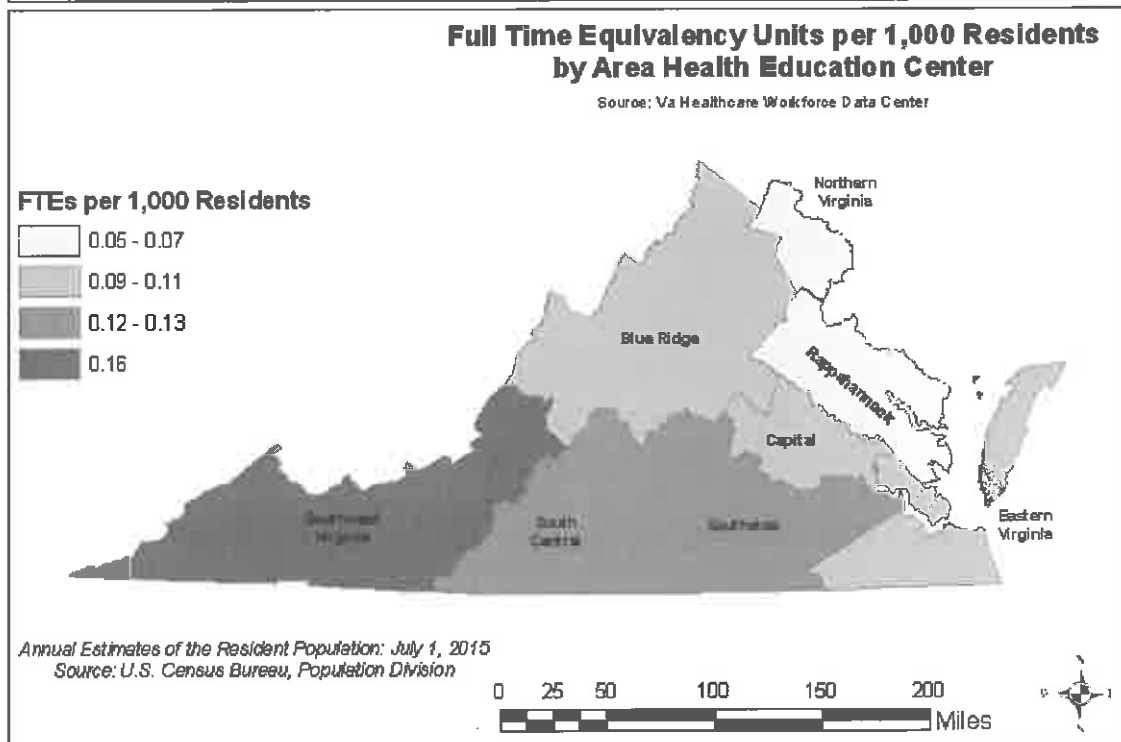 Full Time Equivalency Units per 1,000 Residents
by Area Health Education Center
Source: Va Healthcare Workforce Data Center
Northern
Virginia
FTEs per 1,000 Residents
0.05 - 0.07
0.09 - 0.11
0.12 - 0.13
0.16
Blue Ridge
Rappahannock
Capital
Southwest
Virginia
South
Central
Southside
Eastern
Virginia
Annual Estimates of the Resident Population: July 1, 2015
Source: U.S. Census Bureau, Population Division
0 25 50 100 150 200
Miles